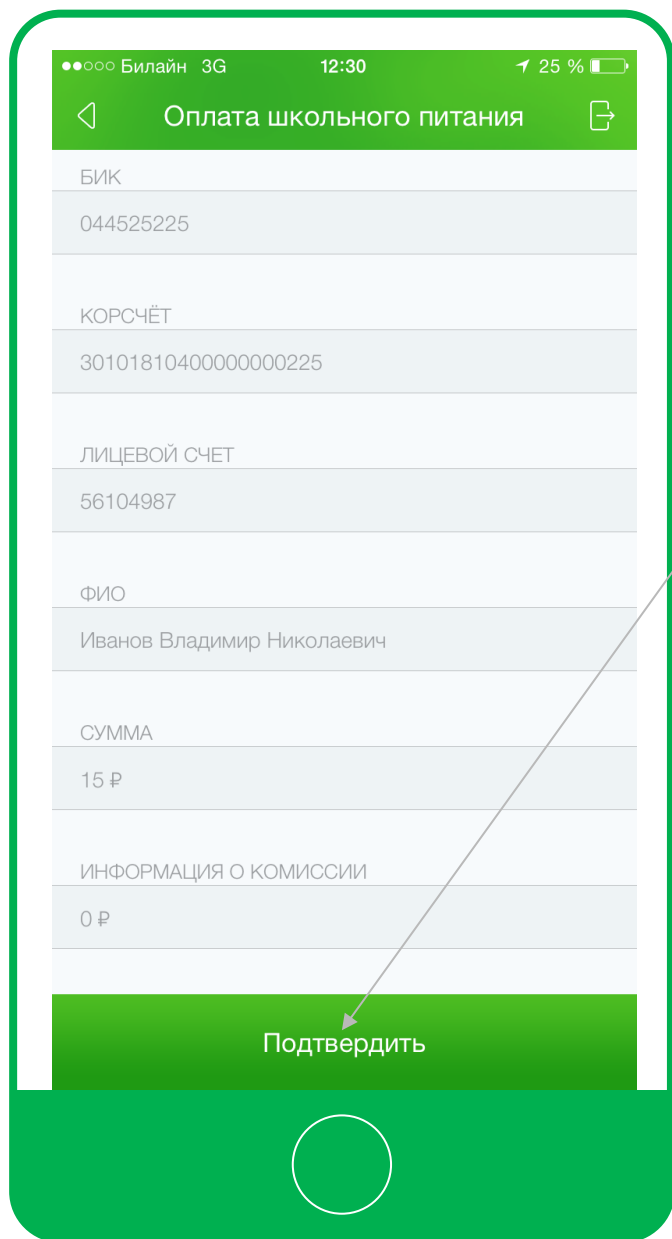 Билайн 3G 12:30 25 %
Оплата школьного питания
БИК
044525225
КОРСЧЁТ
30101810400000000225
ЛИЦЕВОЙ СЧЕТ
56104987
ФИО
Иванов Владимир Николаевич
СУММА
15 ₽
ИНФОРМАЦИЯ О КОМИССИИ
0 ₽
Подтвердить